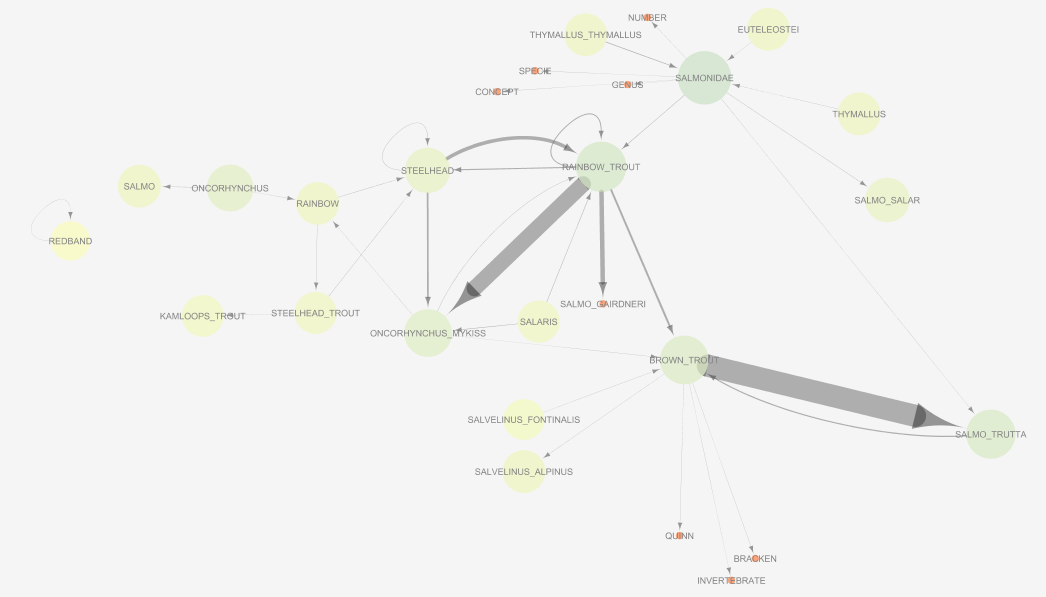 NUMBER
EUTELEOSTEI
THYMALLUS_THYMALLUS
SPECIE
SALMONIDAE
GENUS
CONCEPT
THYMALLUS
RAINBOW_TROUT
STEELHEAD
SALMO
ONCORHYNCHUS
RAINBOW
SALMO_SALAR
REDBAND
SALMO_GAIRDNERI
KAMLOOPS_TROUT
STEELHEAD_TROUT
SALARIS
ONCORHYNCHUS_MYKISS
BROWN_TROUT
SALVELINUS_FONTINALIS
SALMO_TRUTTA
SALVELINUS_ALPINUS
QUINN
BRACKEN
INVERTEBRATE